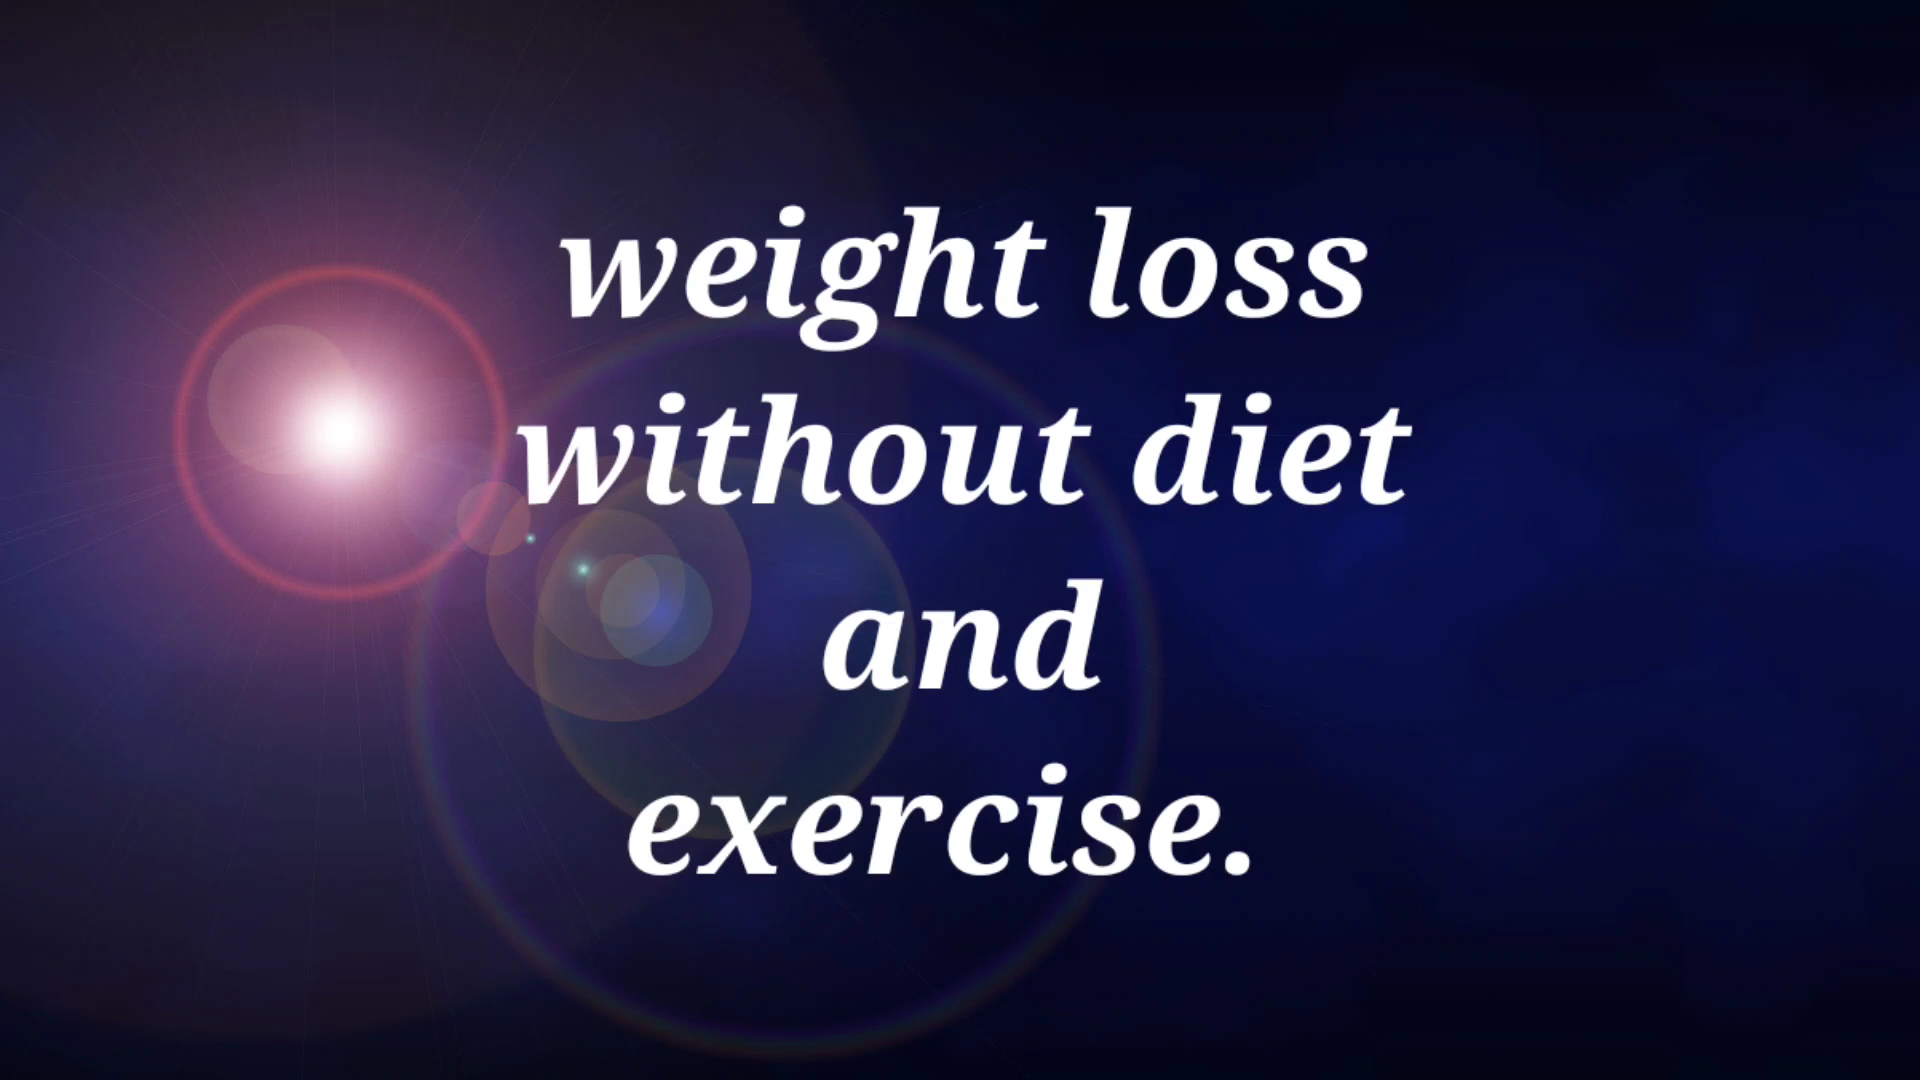 weight loss
without diet
and
exercise.